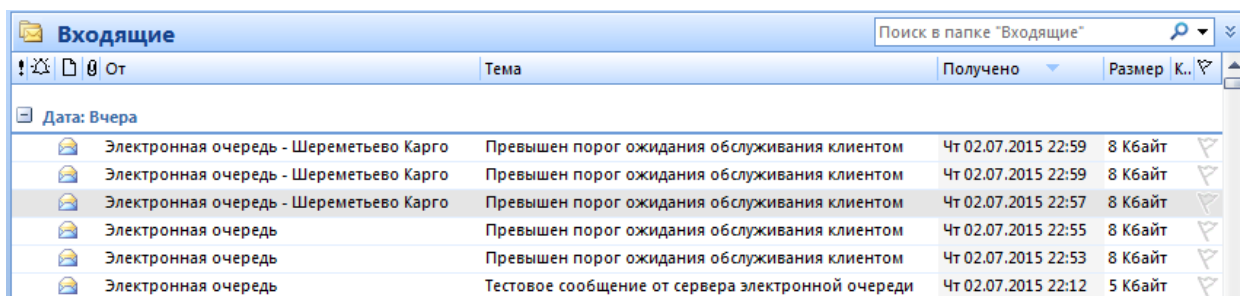 Входящие Поиск в папке "Входящие"
От Тема Получено Размер К..
Дата: Вчера
Электронная очередь - Шереметьево Карго Превышен порог ожидания обслуживания клиентом Чт 02.07.2015 22:59 8 Кбайт
Электронная очередь - Шереметьево Карго Превышен порог ожидания обслуживания клиентом Чт 02.07.2015 22:59 8 Кбайт
Электронная очередь - Шереметьево Карго Превышен порог ожидания обслуживания клиентом Чт 02.07.2015 22:57 8 Кбайт
Электронная очередь Превышен порог ожидания обслуживания клиентом Чт 02.07.2015 22:55 8 Кбайт
Электронная очередь Превышен порог ожидания обслуживания клиентом Чт 02.07.2015 22:53 8 Кбайт
Электронная очередь Тестовое сообщение от сервера электронной очереди Чт 02.07.2015 22:12 5 Кбайт